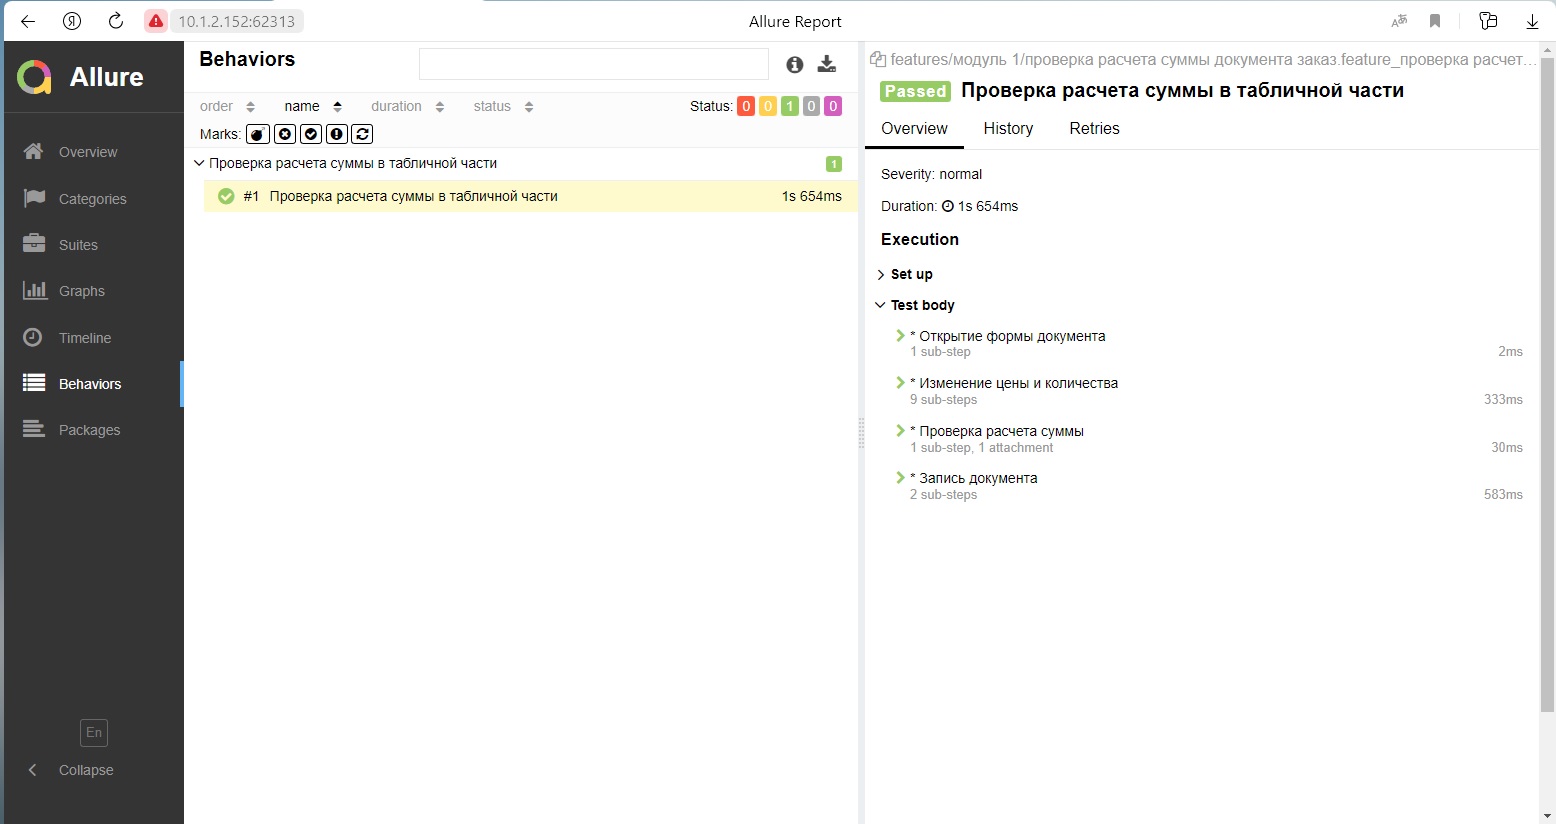 10.1.2.152:62313
Allure Report
Allure
Overview
Categories
Suites
Graphs
Timeline
Behaviors
Packages
En
Collapse
Behaviors
order name duration status
Status: 0 0 1 0 0
Marks:
Проверка расчета суммы в табличной части 1
#1 Проверка расчета суммы в табличной части 1s 654ms
features/модуль 1/проверка расчета суммы документа заказ.feature_проверка расчет...
Passed Проверка расчета суммы в табличной части
Overview History Retries
Severity: normal
Duration: 1s 654ms
Execution
Set up
Test body
* Открытие формы документа
1 sub-step 2ms
* Изменение цены и количества
9 sub-steps 333ms
* Проверка расчета суммы
1 sub-step, 1 attachment 30ms
* Запись документа
2 sub-steps 583ms